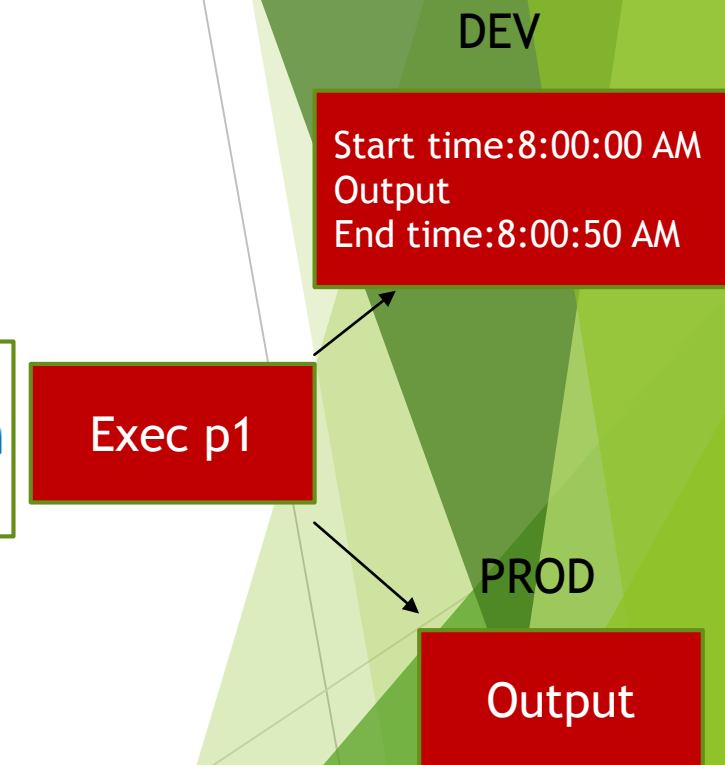 DEV
Start time:8:00:00 AM
Output
End time:8:00:50 AM
Exec p1
PROD
Output